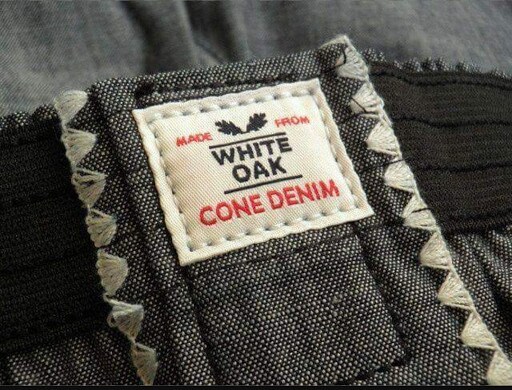 MADE FROM
WHITE
OAK
CONE DENIM